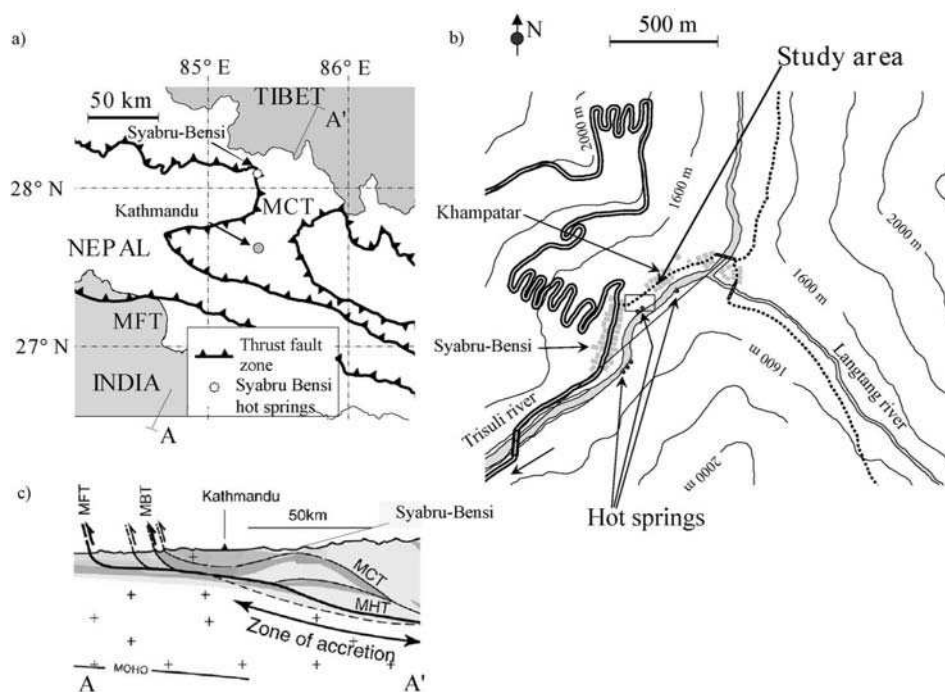 a)
85° E
86° E
50 km
TIBET
A'
Syabru-Bensi
28° N
MCT
Kathmandu
NEPAL
MFT
27° N
INDIA
Thrust fault
zone
Syabru Bensi
hot springs
A
b)
N
500 m
Study area
2000 m
1600 m
Khampatar
2000 m
1600 m
Syabru-Bensi
1600 m
Trisuli river
Langtang river
2000 m
Hot springs
c)
MFT
MBT
Kathmandu
50km
Syabru-Bensi
MCT
MHT
Zone of accretion
MOHO
A
A'